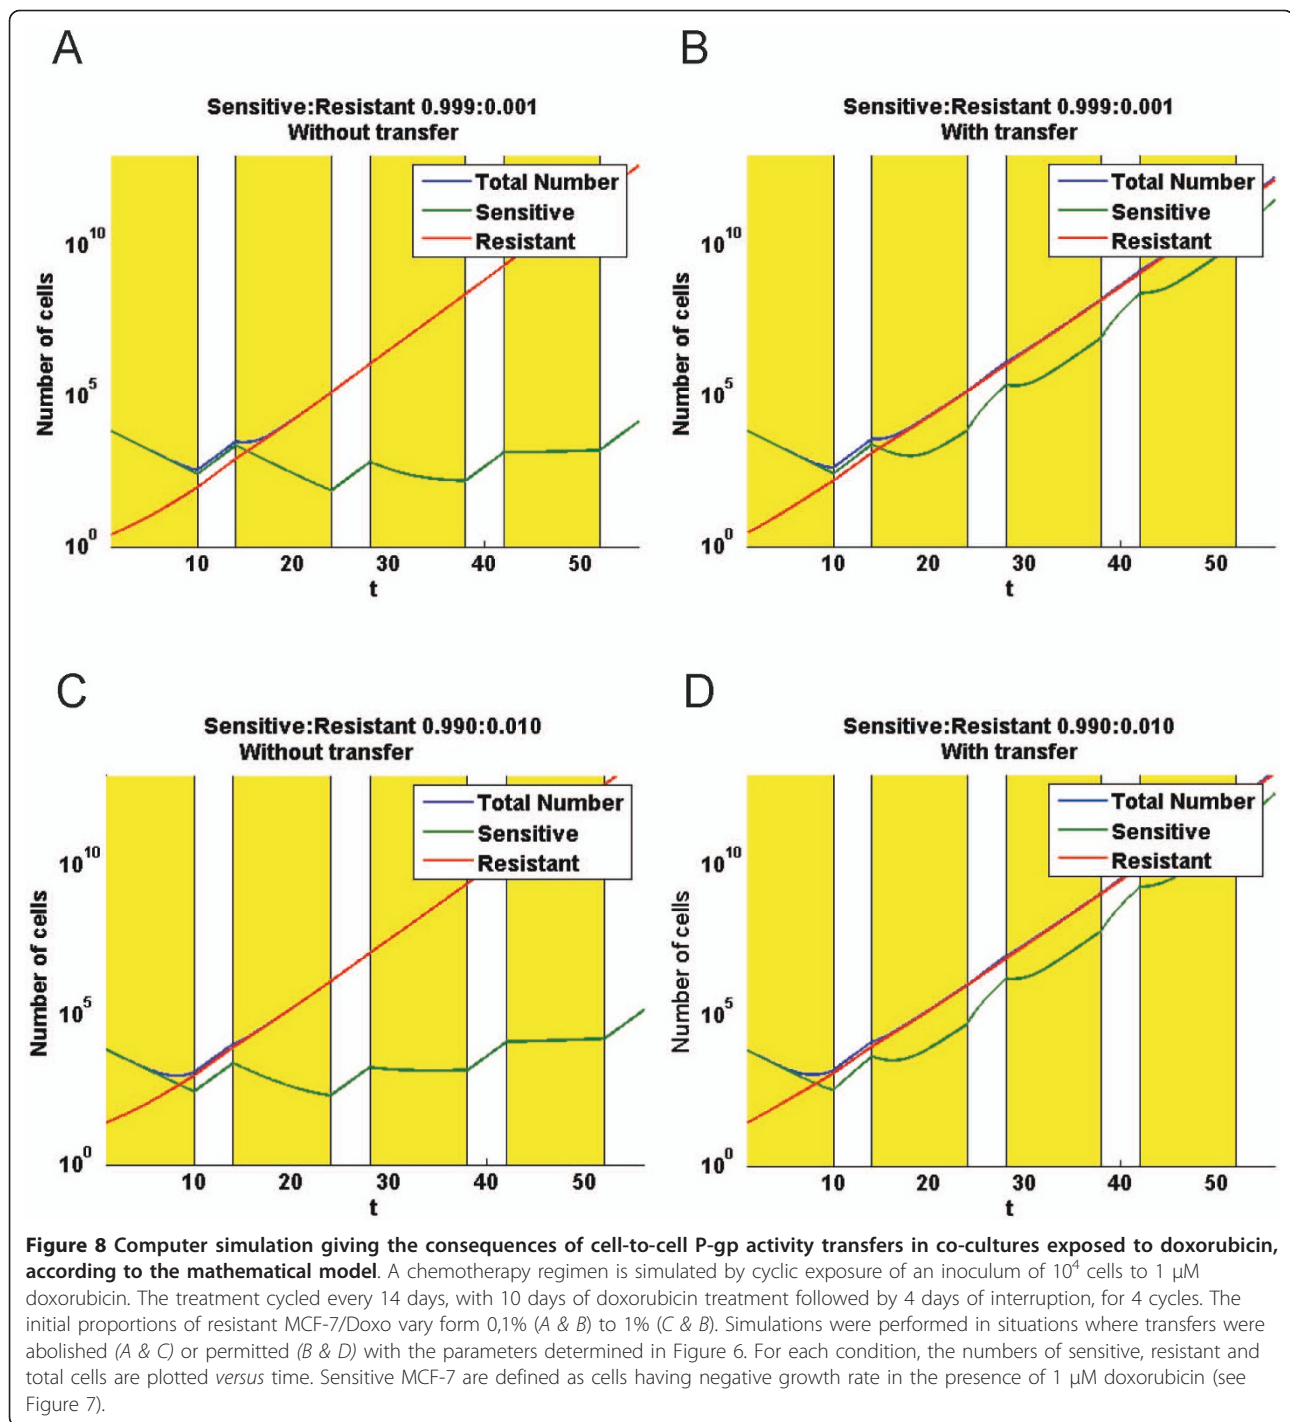 A
Sensitive:Resistant 0.999:0.001
Without transfer
Total Number
Sensitive
Resistant
Number of cells
10^10
10^5
10^0
10 20 30 40 50
t
B
Sensitive:Resistant 0.999:0.001
With transfer
Total Number
Sensitive
Resistant
Number of cells
10^10
10^5
10^0
10 20 30 40 50
t
C
Sensitive:Resistant 0.990:0.010
Without transfer
Total Number
Sensitive
Resistant
Number of cells
10^10
10^5
10^0
10 20 30 40 50
t
D
Sensitive:Resistant 0.990:0.010
With transfer
Total Number
Sensitive
Resistant
Number of cells
10^10
10^5
10^0
10 20 30 40 50
t
Figure 8 Computer simulation giving the consequences of cell-to-cell P-gp activity transfers in co-cultures exposed to doxorubicin,
according to the mathematical model. A chemotherapy regimen is simulated by cyclic exposure of an inoculum of 10^4 cells to 1 μM
doxorubicin. The treatment cycled every 14 days, with 10 days of doxorubicin treatment followed by 4 days of interruption, for 4 cycles. The
initial proportions of resistant MCF-7/Doxo vary form 0,1% (A & B) to 1% (C & B). Simulations were performed in situations where transfers were
abolished (A & C) or permitted (B & D) with the parameters determined in Figure 6. For each condition, the numbers of sensitive, resistant and
total cells are plotted versus time. Sensitive MCF-7 are defined as cells having negative growth rate in the presence of 1 μM doxorubicin (see
Figure 7).